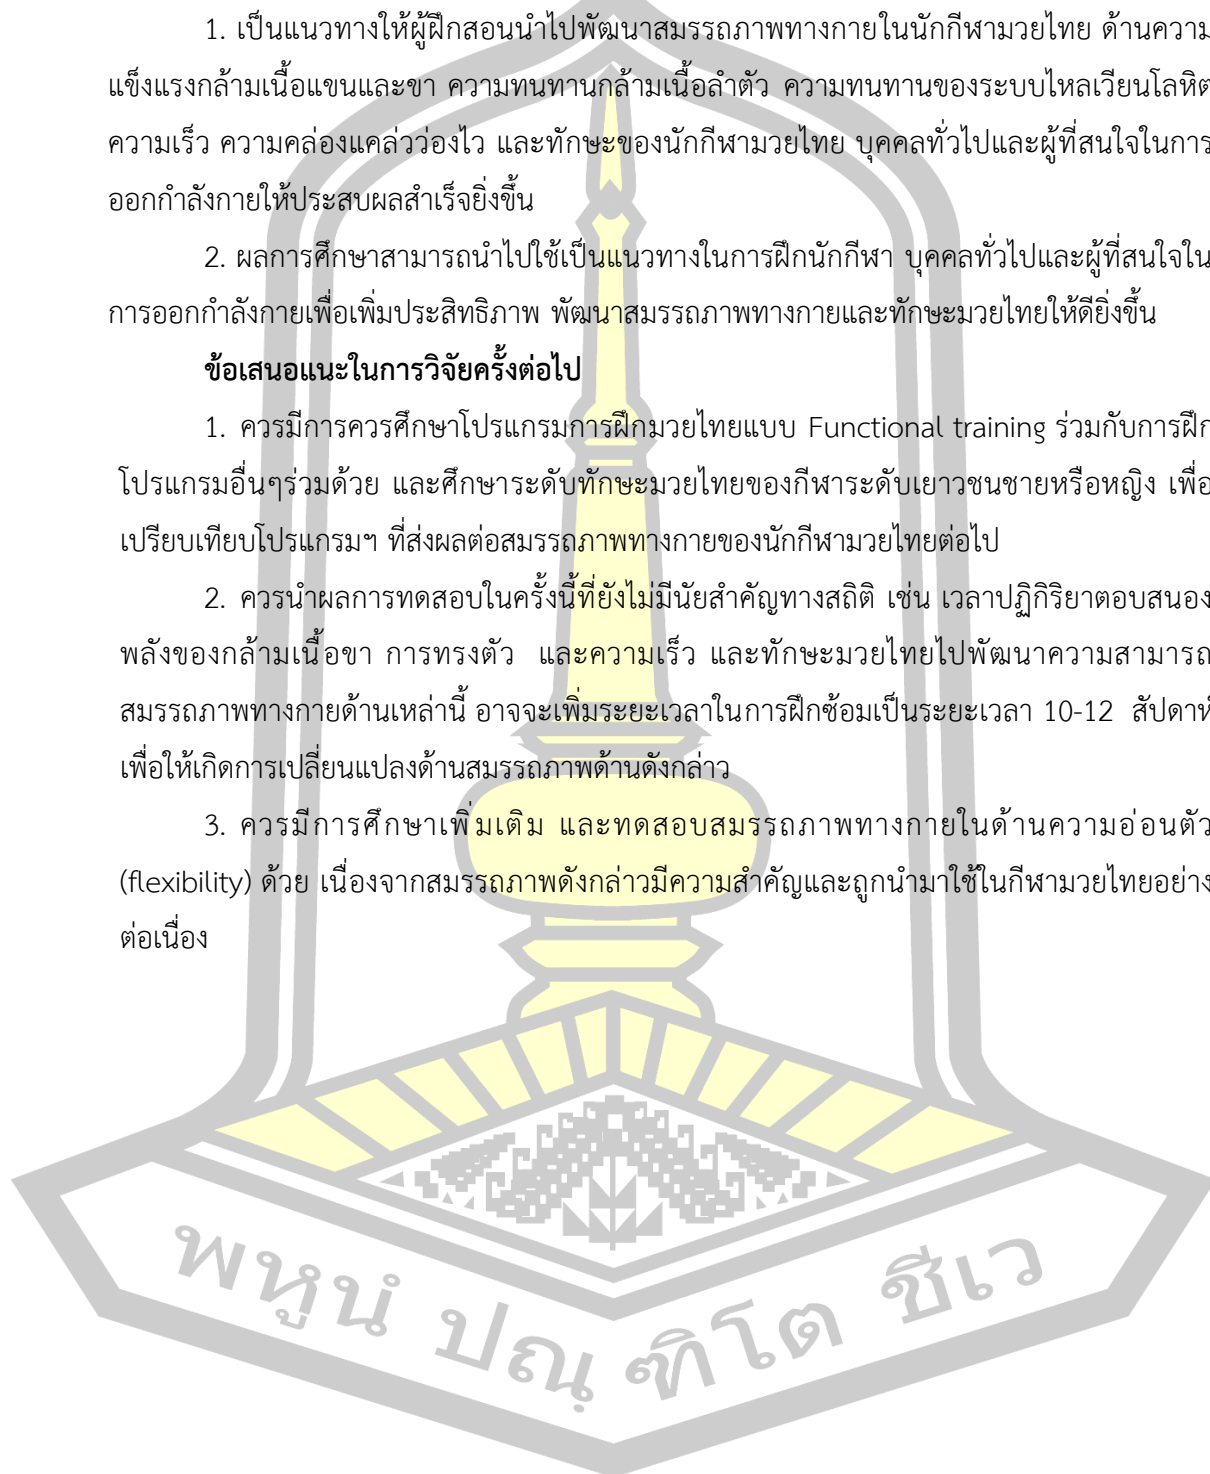 1. เป็นแนวทางให้ผู้ฝึกสอนนำไปพัฒนาสมรรถภาพทางกายในนักกีฬามวยไทย ด้านความ
แข็งแรงกล้ามเนื้อแขนและขา ความทนทานกล้ามเนื้อลำตัว ความทนทานของระบบไหลเวียนโลหิต
ความเร็ว ความคล่องแคล่วว่องไว และทักษะของนักกีฬามวยไทย บุคคลทั่วไปและผู้ที่สนใจในการ
ออกกำลังกายให้ประสบผลสำเร็จยิ่งขึ้น
2. ผลการศึกษาสามารถนำไปใช้เป็นแนวทางในการฝึกนักกีฬา บุคคลทั่วไปและผู้ที่สนใจใน
การออกกำลังกายเพื่อเพิ่มประสิทธิภาพ พัฒนาสมรรถภาพทางกายและทักษะมวยไทยให้ดียิ่งขึ้น
ข้อเสนอแนะในการวิจัยครั้งต่อไป
1. ควรมีการควรศึกษาโปรแกรมการฝึกมวยไทยแบบ Functional training ร่วมกับการฝึก
โปรแกรมอื่นๆร่วมด้วย และศึกษาระดับทักษะมวยไทยของกีฬาระดับเยาวชนชายหรือหญิง เพื่อ
เปรียบเทียบโปรแกรมฯ ที่ส่งผลต่อสมรรถภาพทางกายของนักกีฬามวยไทยต่อไป
2. ควรนำผลการทดสอบในครั้งนี้ที่ยังไม่มีนัยสำคัญทางสถิติ เช่น เวลาปฏิกิริยาตอบสนอง
พลังของกล้ามเนื้อขา การทรงตัว และความเร็ว และทักษะมวยไทยไปพัฒนาความสามารถ
สมรรถภาพทางกายด้านเหล่านี้ อาจจะเพิ่มระยะเวลาในการฝึกซ้อมเป็นระยะเวลา 10-12 สัปดาห์
เพื่อให้เกิดการเปลี่ยนแปลงด้านสมรรถภาพด้านดังกล่าว
3. ควรมีการศึกษาเพิ่มเติม และทดสอบสมรรถภาพทางกายในด้านความอ่อนตัว
(flexibility) ด้วย เนื่องจากสมรรถภาพดังกล่าวมีความสำคัญและถูกนำมาใช้ในกีฬามวยไทยอย่าง
ต่อเนื่อง
พหูนํ ปณฺฑิโต ชีเว